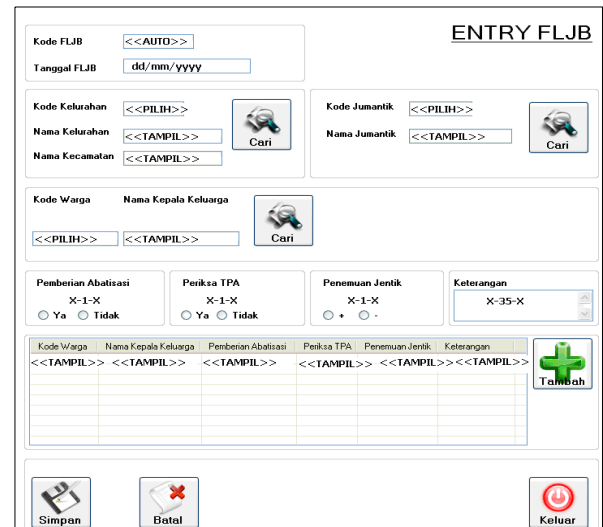 ENTRY FLJB
Kode FLJB <<AUTO>>
Tanggal FLJB dd/mm/yyyy
Kode Kelurahan <<PILIH>>
Nama Kelurahan <<TAMPIL>>
Nama Kecamatan <<TAMPIL>>
Cari
Kode Jumantik <<PILIH>>
Nama Jumantik <<TAMPIL>>
Cari
Kode Warga Nama Kepala Keluarga
<<PILIH>> <<TAMPIL>>
Cari
Pemberian Abatisasi
X-1-X
Ya Tidak
Periksa TPA
X-1-X
Ya Tidak
Penemuan Jentik
X-1-X
+ -
Keterangan
X-35-X
Kode Warga Nama Kepala Keluarga Pemberian Abatisasi Periksa TPA Penemuan Jentik Keterangan
<<TAMPIL>> <<TAMPIL>> <<TAMPIL>> <<TAMPIL>> <<TAMPIL>> <<TAMPIL>>
Tambah
Simpan Batal Keluar